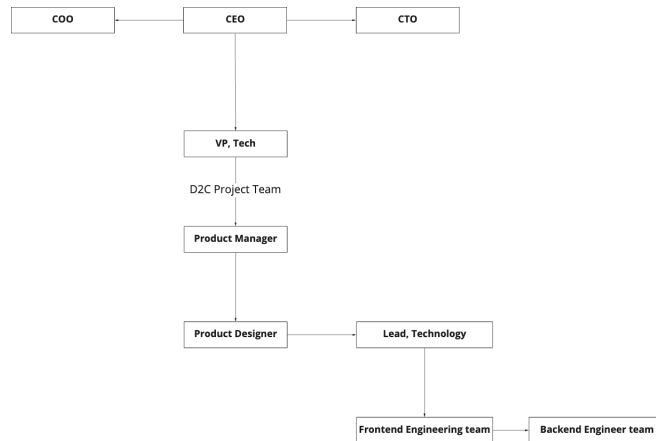 COO
CEO
CTO
VP, Tech
D2C Project Team
Product Manager
Product Designer
Lead, Technology
Frontend Engineering team
Backend Engineer team